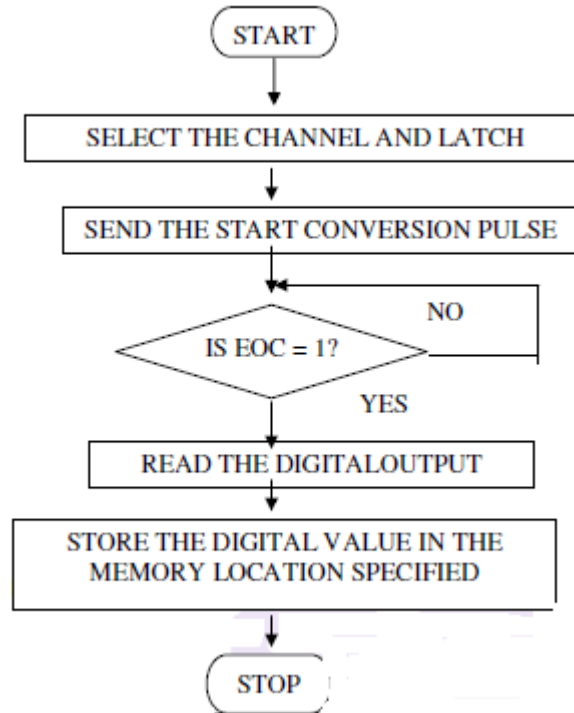 START
SELECT THE CHANNEL AND LATCH
SEND THE START CONVERSION PULSE
NO
IS EOC = 1?
YES
READ THE DIGITALOUTPUT
STORE THE DIGITAL VALUE IN THE
MEMORY LOCATION SPECIFIED
STOP